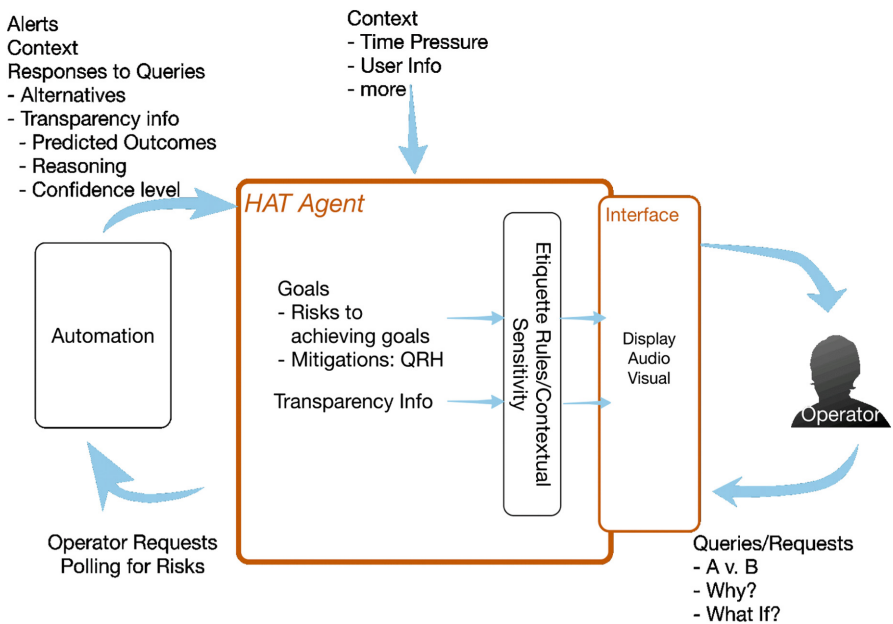 Alerts
Context
Responses to Queries
- Alternatives
- Transparency info
- Predicted Outcomes
- Reasoning
- Confidence level
Context
- Time Pressure
- User Info
- more
HAT Agent
Interface
Automation
Goals
- Risks to
achieving goals
- Mitigations: QRH
Transparency Info
Etiquette Rules/Contextual
Sensitivity
Display
Audio
Visual
Operator
Operator Requests
Polling for Risks
Queries/Requests
- A v. B
- Why?
- What If?